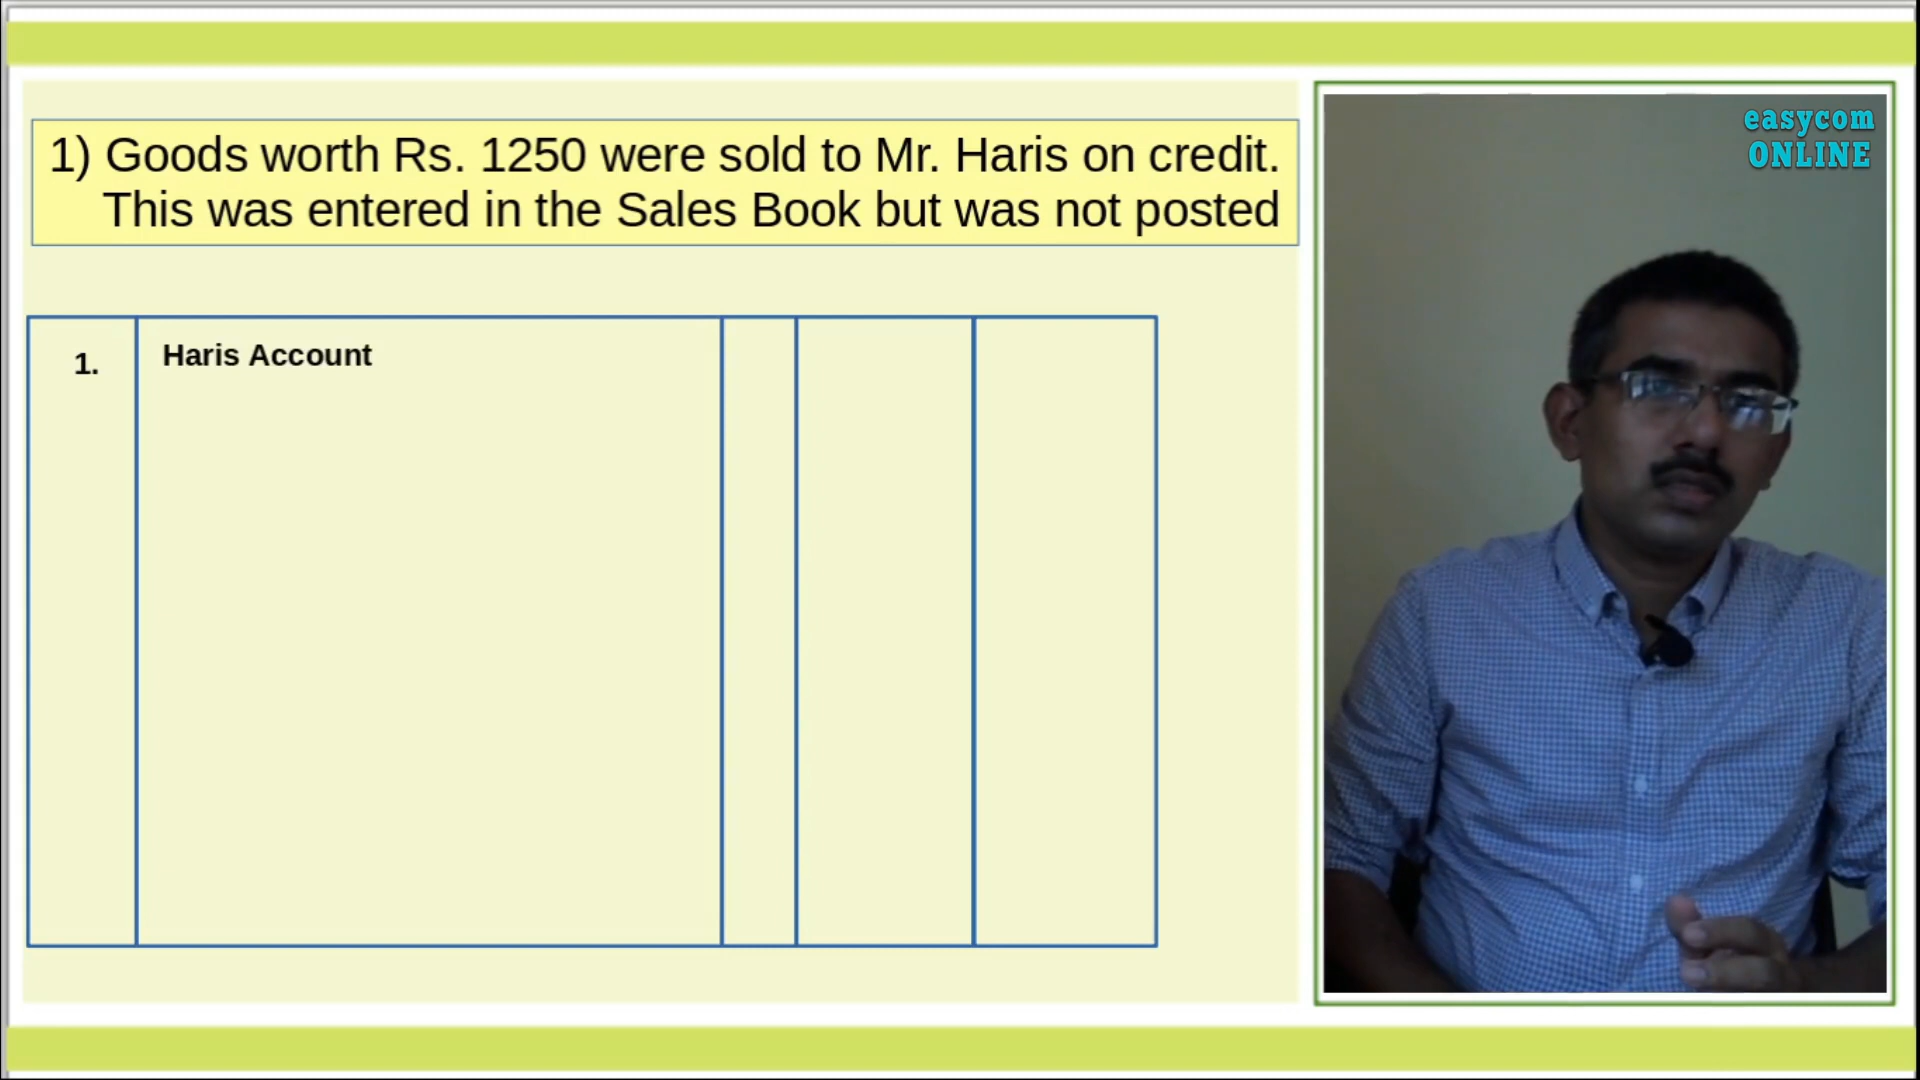 easycom
ONLINE
1) Goods worth Rs. 1250 were sold to Mr. Haris on credit.
This was entered in the Sales Book but was not posted
1.
Haris Account